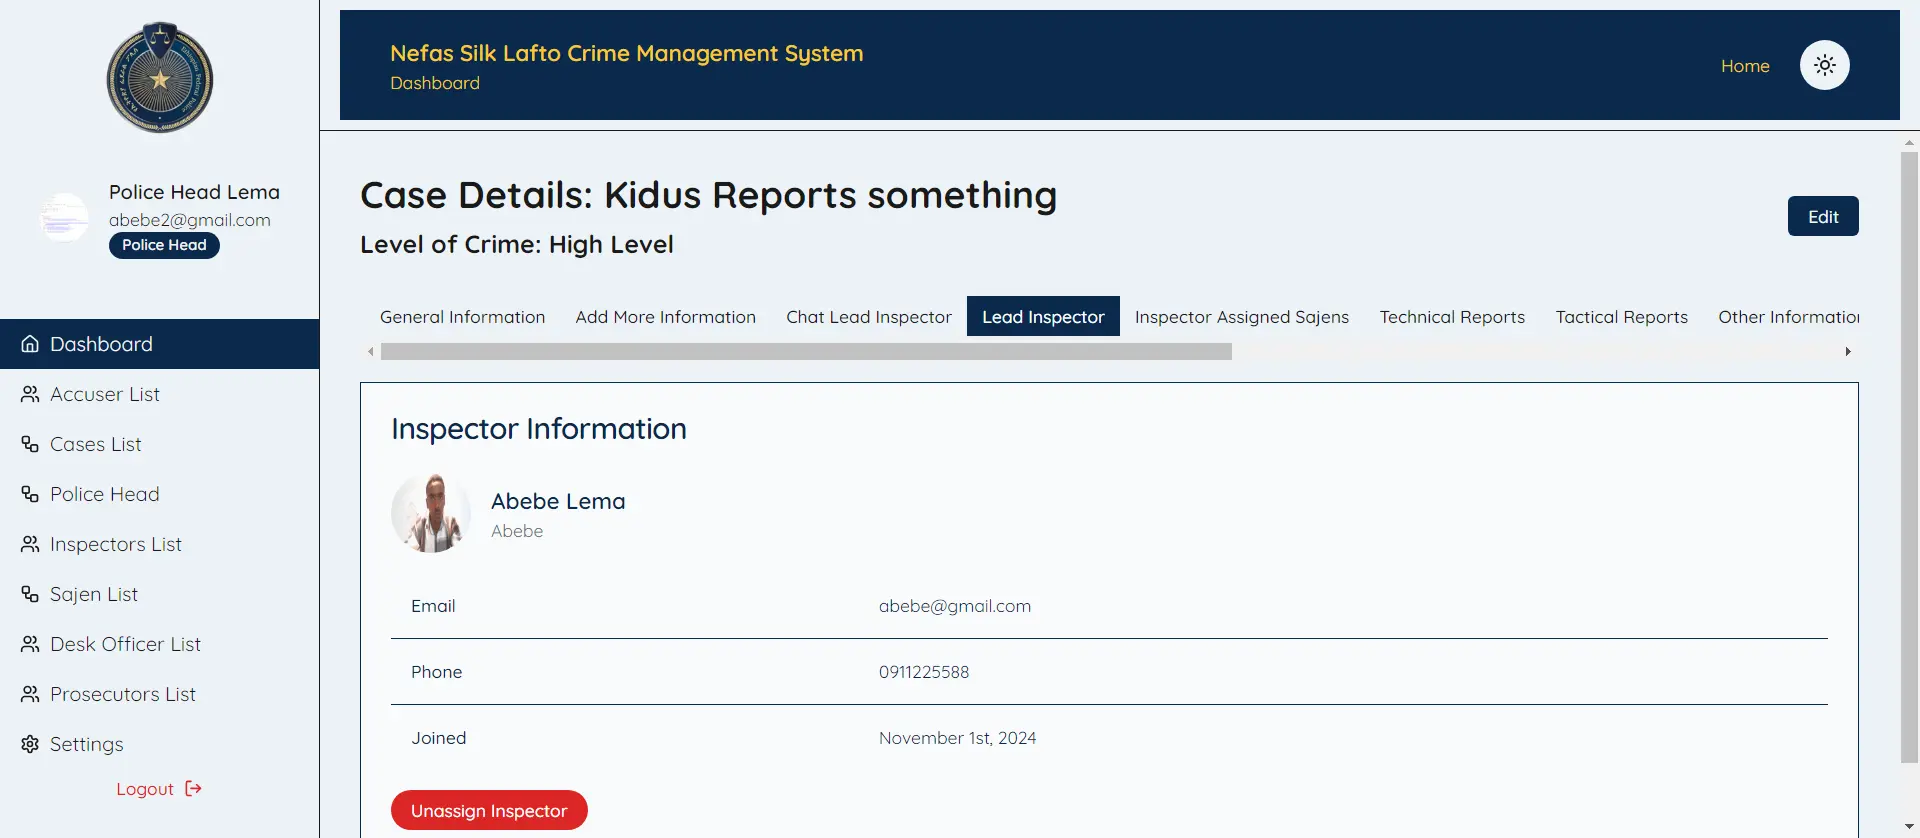 Police Head Lema
abebe2@gmail.com
Police Head
Dashboard
Accuser List
Cases List
Police Head
Inspectors List
Sajen List
Desk Officer List
Prosecutors List
Settings
Logout
Nefas Silk Lafto Crime Management System
Dashboard
Home
Case Details: Kidus Reports something
Level of Crime: High Level
Edit
General Information Add More Information Chat Lead Inspector Lead Inspector Inspector Assigned Sajens Technical Reports Tactical Reports Other Information
Inspector Information
Abebe Lema
Abebe
Email abebe@gmail.com
Phone 0911225588
Joined November 1st, 2024
Unassign Inspector